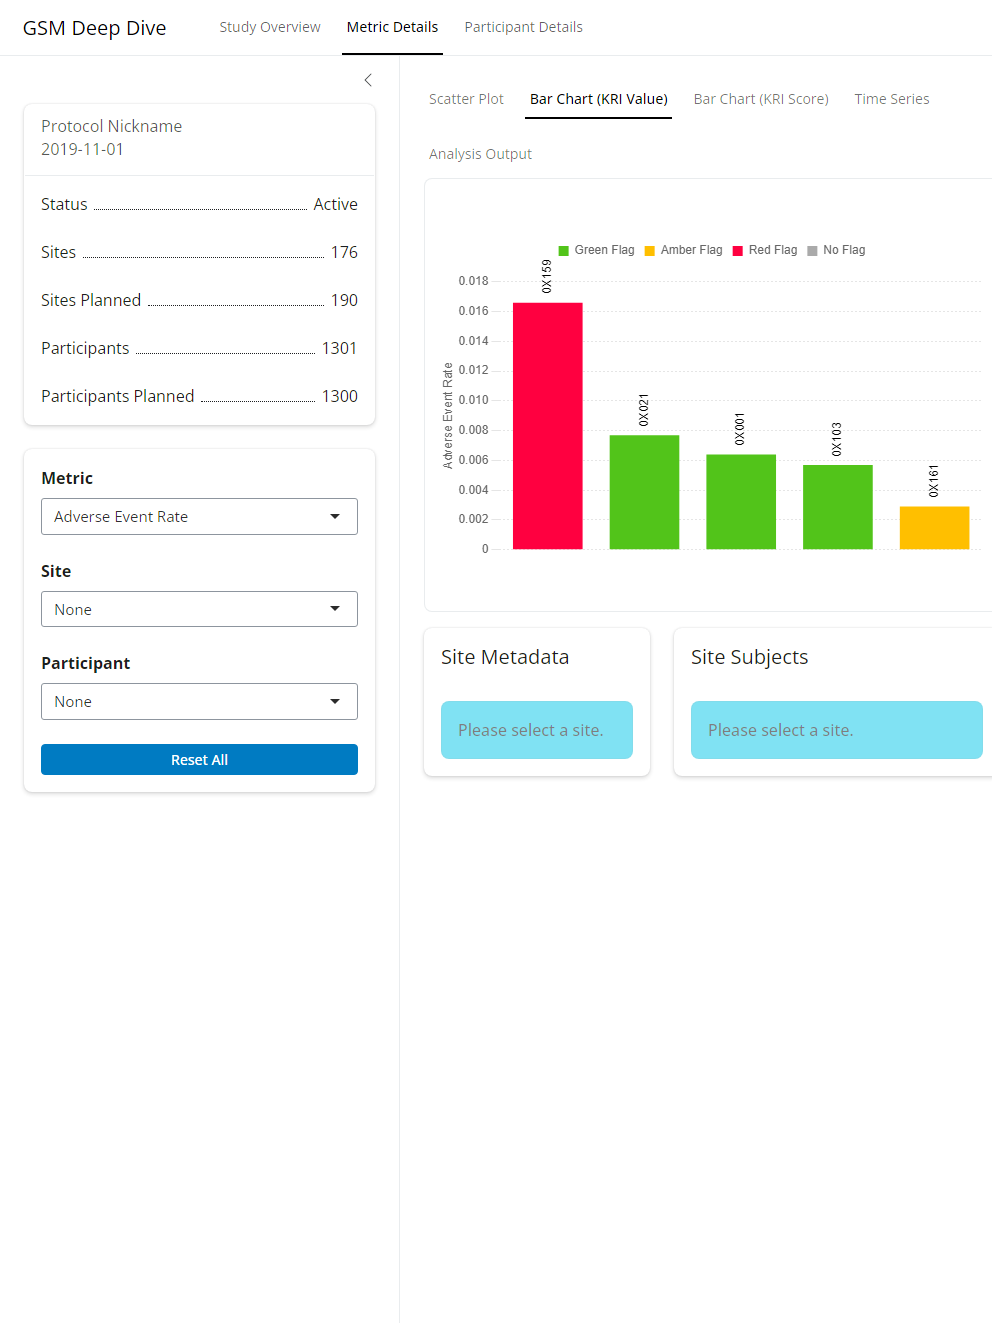 GSM Deep Dive
Study Overview
Metric Details
Participant Details
Protocol Nickname
2019-11-01
Status Active
Sites 176
Sites Planned 190
Participants 1301
Participants Planned 1300
Metric
Adverse Event Rate
Site
None
Participant
None
Reset All
Scatter Plot
Bar Chart (KRI Value)
Bar Chart (KRI Score)
Time Series
Analysis Output
Green Flag
Amber Flag
Red Flag
No Flag
Adverse Event Rate
0.018
0.016
0.014
0.012
0.010
0.008
0.006
0.004
0.002
0
0X159
0X021
0X001
0X103
0X161
Site Metadata
Please select a site.
Site Subjects
Please select a site.